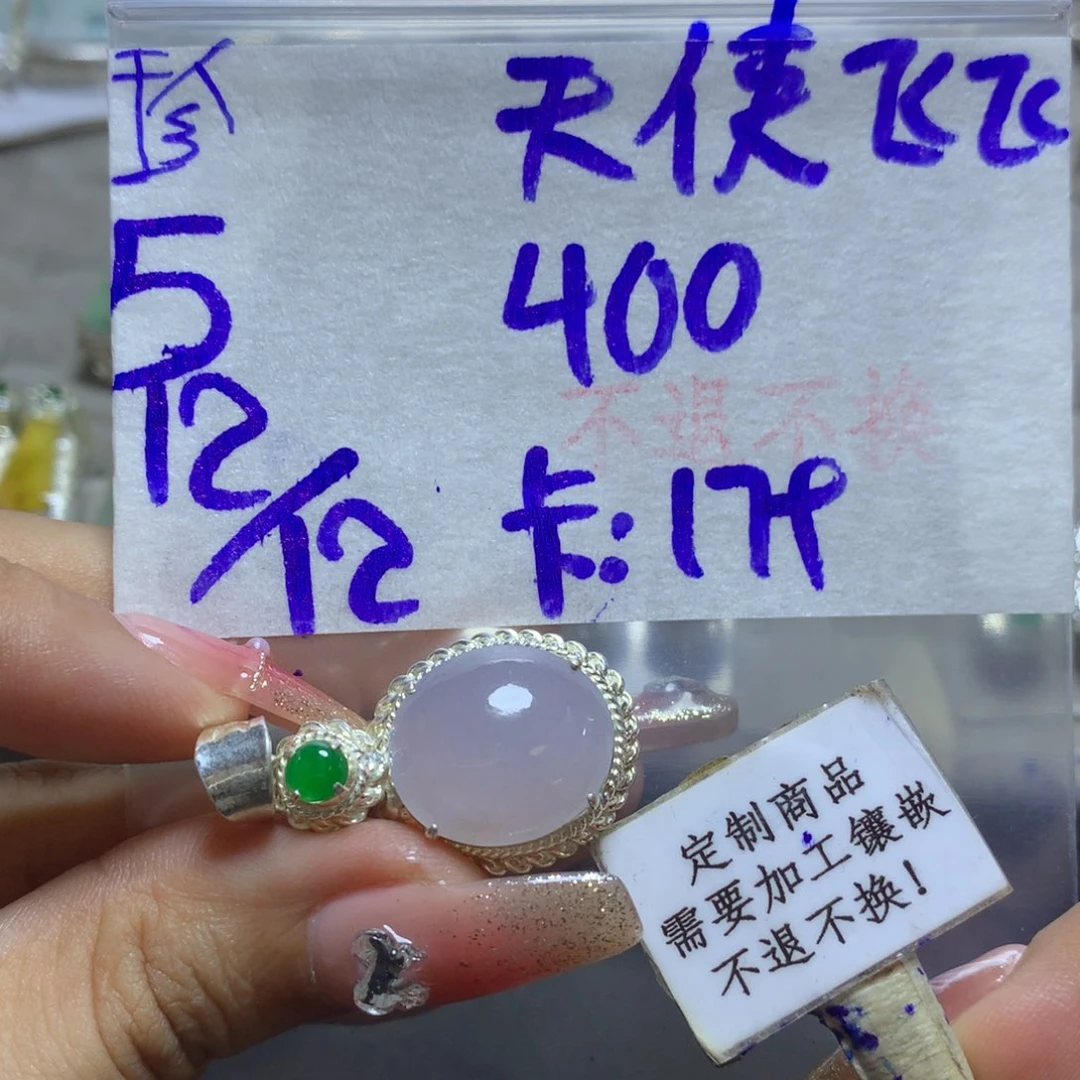 珍
天使飞飞
5
400
不退不换
12/12
卡:179
定制商品
需要加工镶嵌
不退不换!